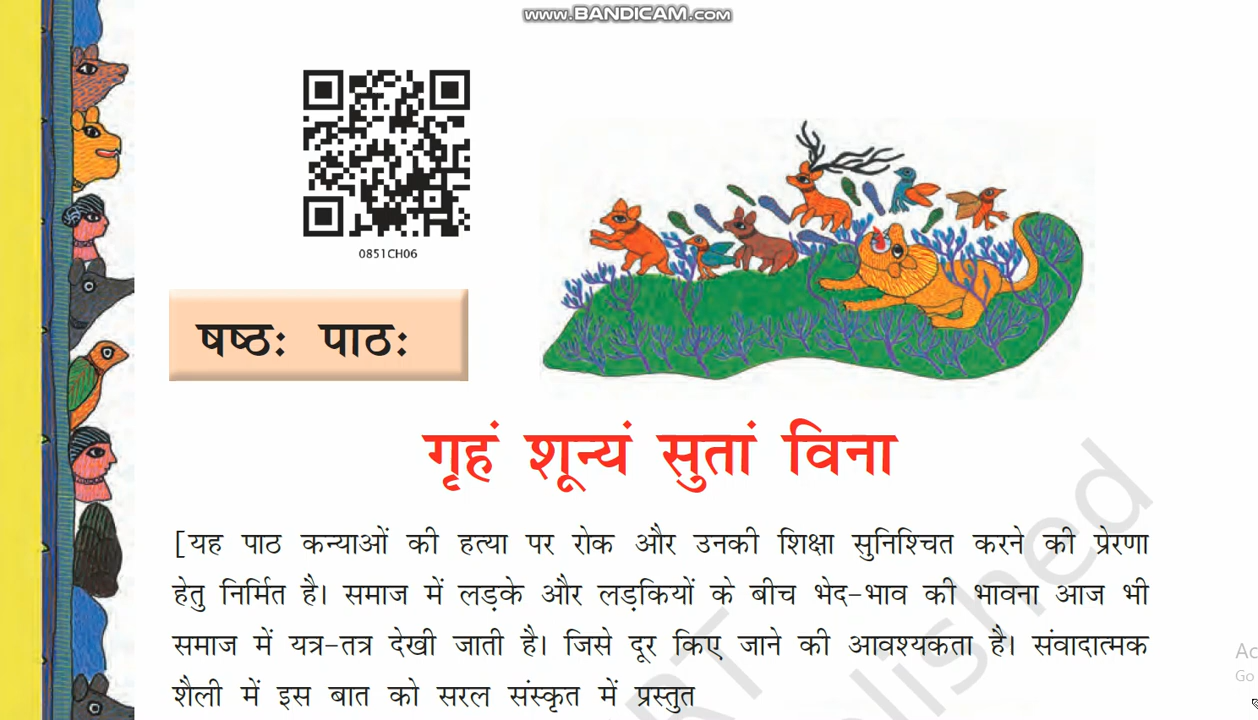 www.BANDICAM.com
0851CH06
षष्ठः पाठः
गृहं शून्यं सुतां विना
[यह पाठ कन्याओं की हत्या पर रोक और उनकी शिक्षा सुनिश्चित करने की प्रेरणा
हेतु निर्मित है। समाज में लड़के और लड़कियों के बीच भेद-भाव की भावना आज भी
समाज में यत्र-तत्र देखी जाती है। जिसे दूर किए जाने की आवश्यकता है। संवादात्मक
शैली में इस बात को सरल संस्कृत में प्रस्तुत